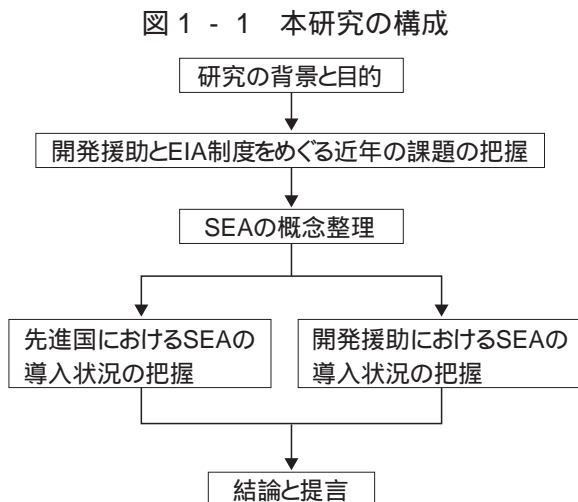 図1-1　本研究の構成
研究の背景と目的
開発援助とEIA制度をめぐる近年の課題の把握
SEAの概念整理
先進国におけるSEAの
導入状況の把握
開発援助におけるSEAの
導入状況の把握
結論と提言